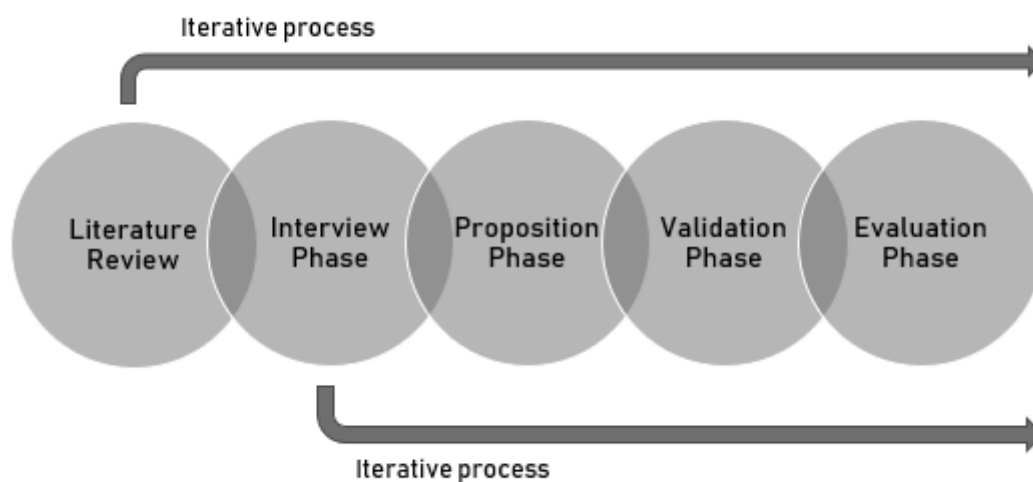 Iterative process
Literature
Review
Interview
Phase
Proposition
Phase
Validation
Phase
Evaluation
Phase
Iterative process